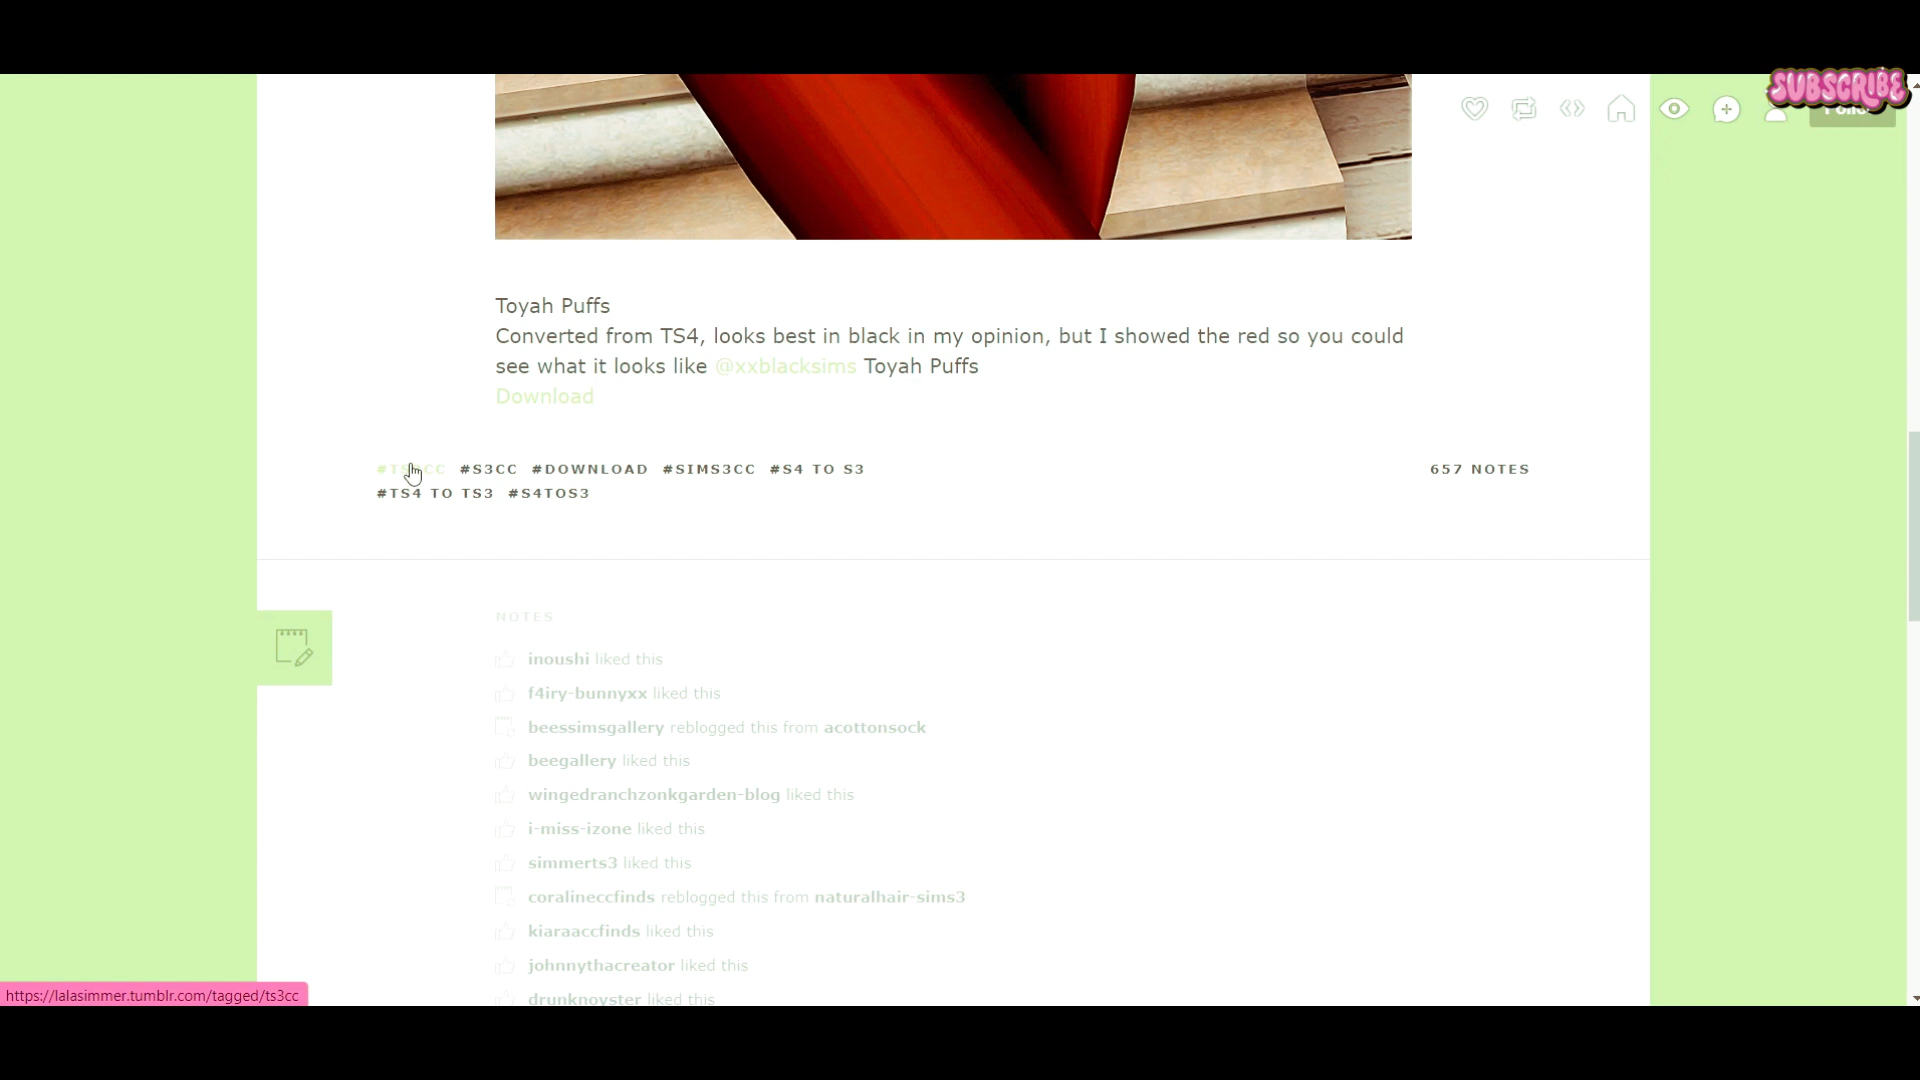 SUBSCRIBE
Toyah Puffs
Converted from TS4, looks best in black in my opinion, but I showed the red so you could
see what it looks like @xxblacksims Toyah Puffs
Download
#S3CC #DOWNLOAD #SIMS3CC #S4 TO S3
657 NOTES
#TS4 TO TS3 #S4TOS3
NOTES
inoushi liked this
f4iry-bunnyxx liked this
beessimsgallery reblogged this from acottonsock
beegallery liked this
wingedranchzonkgarden-blog liked this
i-miss-izone liked this
simmerts3 liked this
coralineccfinds reblogged this from naturalhair-sims3
kiaraaccfinds liked this
johnnythacreator liked this
drunknoyster liked this
https://lalasimmer.tumblr.com/tagged/ts3cc